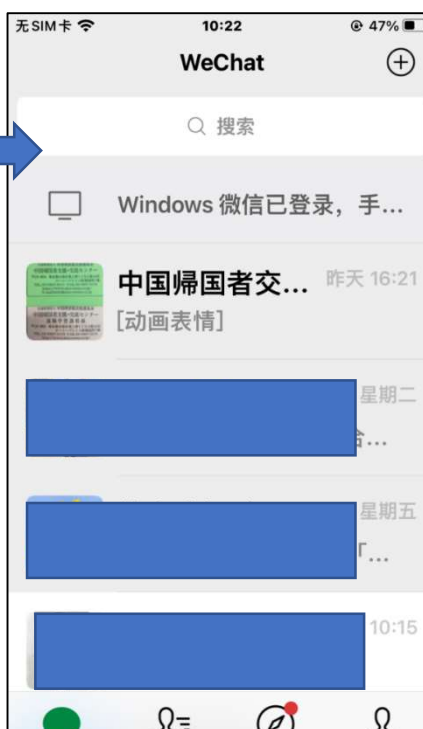 无SIM卡 10:22 47%
WeChat
搜索
Windows 微信已登录，手...
中国帰国者交... 昨天 16:21
[动画表情]
星期二
...
星期五
「...
10:15